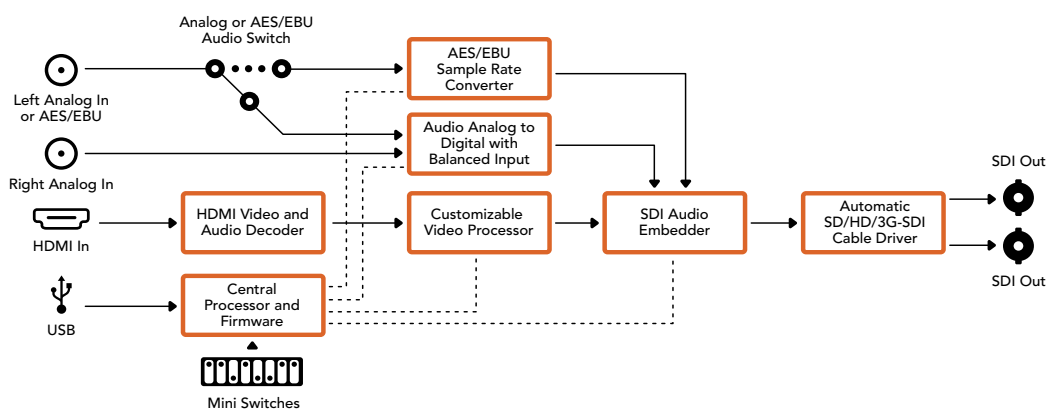 Analog or AES/EBU
Audio Switch
Left Analog In
or AES/EBU
Right Analog In
HDMI In
USB
AES/EBU
Sample Rate
Converter
Audio Analog to
Digital with
Balanced Input
HDMI Video and
Audio Decoder
Customizable
Video Processor
SDI Audio
Embedder
Automatic
SD/HD/3G-SDI
Cable Driver
SDI Out
SDI Out
Central
Processor and
Firmware
Mini Switches